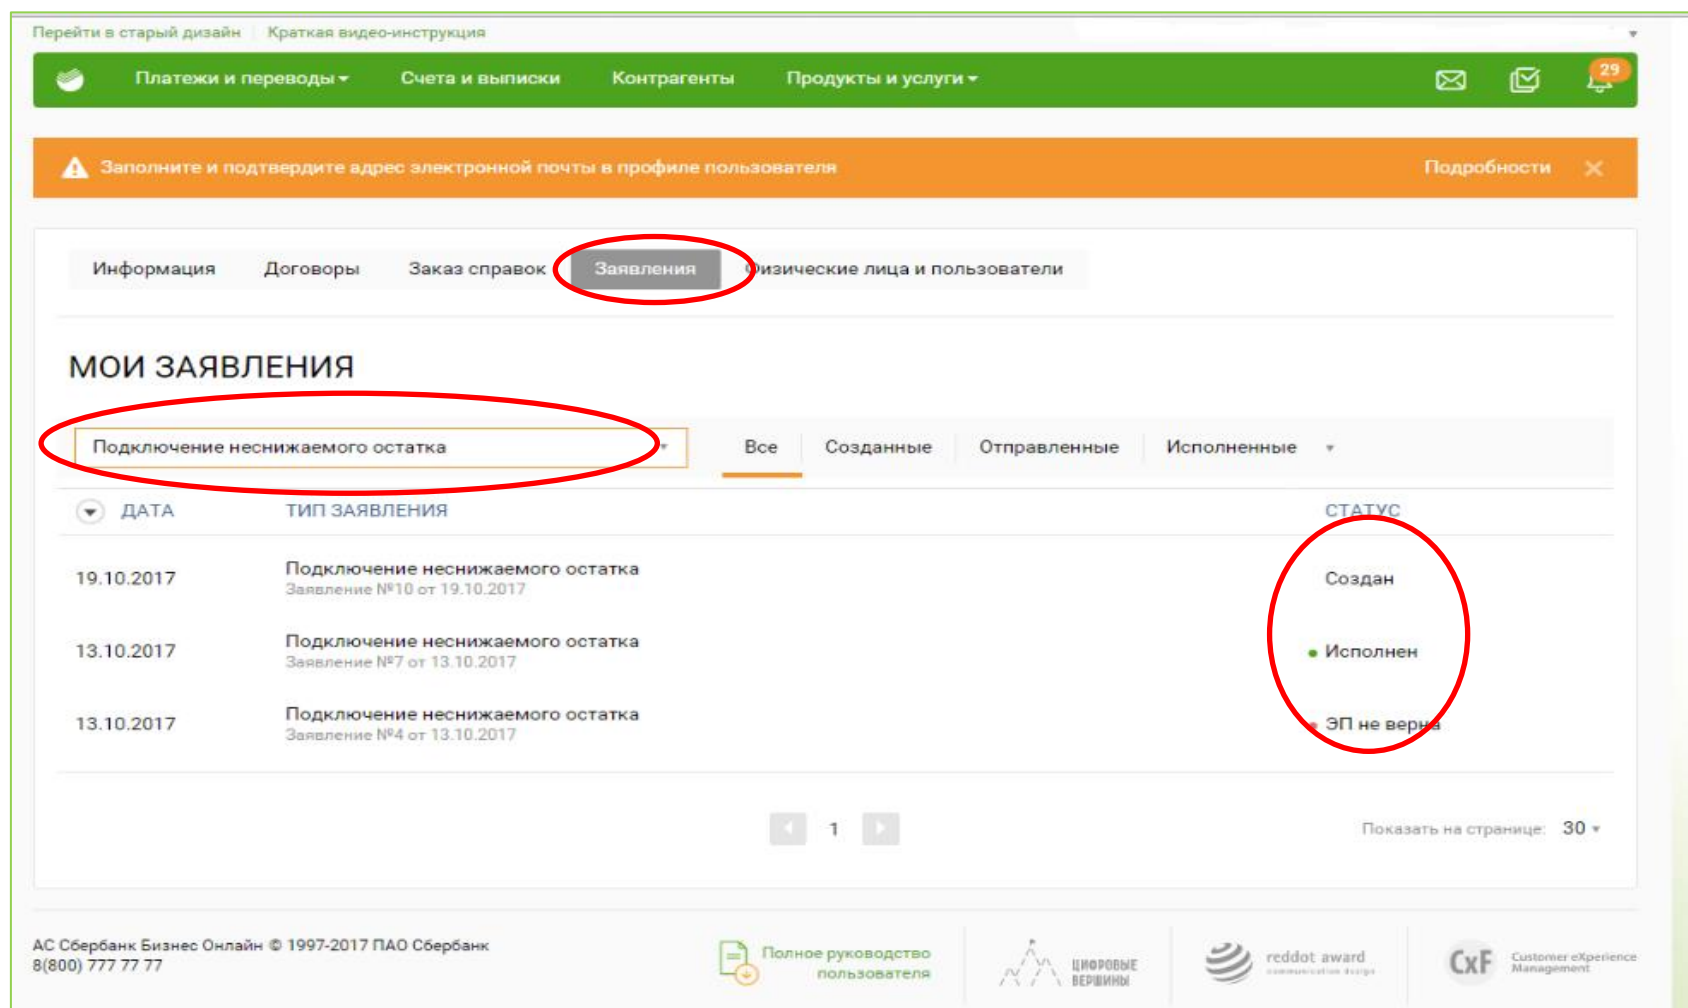 Перейти в старый дизайн Краткая видео-инструкция
Платежи и переводы Счета и выписки Контрагенты Продукты и услуги 29
Заполните и подтвердите адрес электронной почты в профиле пользователя Подробности
Информация Договоры Заказ справок Заявления Физические лица и пользователи
МОИ ЗАЯВЛЕНИЯ
Подключение неснижаемого остатка Все Созданные Отправленные Исполненные
ДАТА ТИП ЗАЯВЛЕНИЯ СТАТУС
19.10.2017 Подключение неснижаемого остатка Создан
Заявление №10 от 19.10.2017
13.10.2017 Подключение неснижаемого остатка Исполнен
Заявление №7 от 13.10.2017
13.10.2017 Подключение неснижаемого остатка ЭП не верна
Заявление №4 от 13.10.2017
1 Показать на странице: 30
АС Сбербанк Бизнес Онлайн © 1997-2017 ПАО Сбербанк
8(800) 777 77 77
Полное руководство
пользователя
ЦИФРОВЫЕ
ВЕРШИНЫ
reddot award
communication design
CxF
Customer eXperience
Management